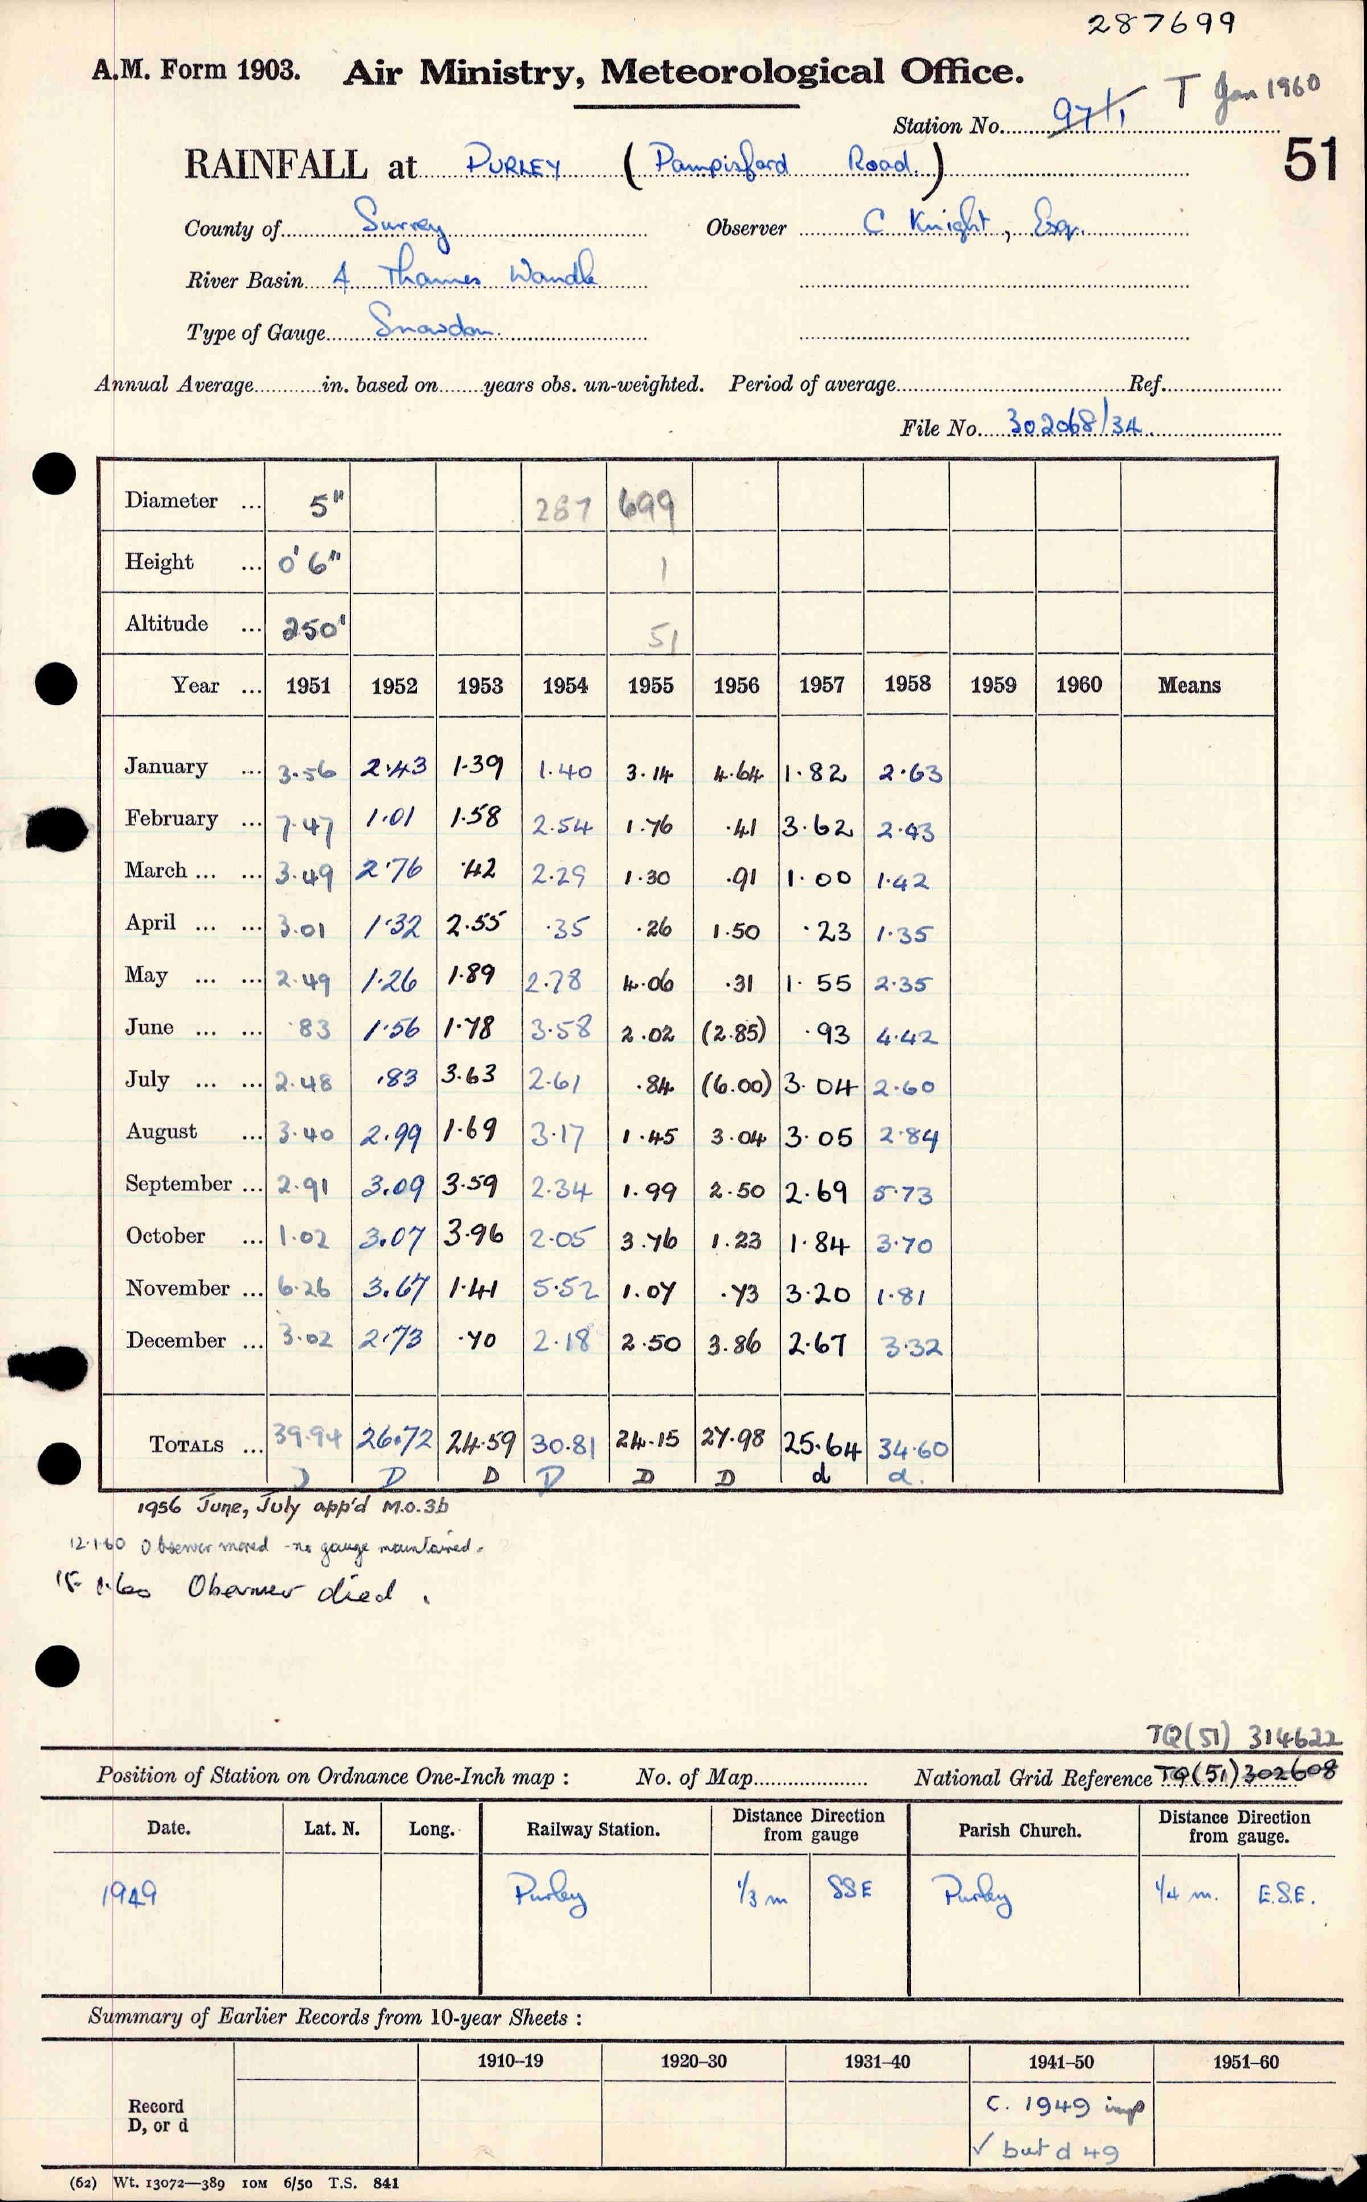 287699
A.M. Form 1903. Air Ministry, Meteorological Office.
T Jan 1960
Station No. 97/1
51
RAINFALL at PURLEY (Pampisford Road.)
County of Surrey Observer C Knight, Esq.
River Basin A Thames Wandle
Type of Gauge Snowdon.
Annual Average in. based on years obs. un-weighted. Period of average Ref.
File No. 302068/34
Diameter ... 5" 287 699
Height ... 0' 6" 1
Altitude ... 250' 51
Year ... 1951 1952 1953 1954 1955 1956 1957 1958 1959 1960 Means
January ... 3.56 2.43 1.39 1.40 3.14 4.64 1.82 2.63
February ... 7.47 1.01 1.58 2.54 1.76 .41 3.62 2.43
March ... ... 3.49 2.76 .42 2.29 1.30 .91 1.00 1.42
April ... ... 3.01 1.32 2.55 .35 .26 1.50 .23 1.35
May ... ... 2.49 1.26 1.89 2.78 4.06 .31 1.55 2.35
June ... ... .83 1.56 1.78 3.58 2.02 (2.85) .93 4.42
July ... ... 2.48 .83 3.63 2.61 .84 (6.00) 3.04 2.60
August ... 3.40 2.99 1.69 3.17 1.45 3.04 3.05 2.84
September ... 2.91 3.09 3.59 2.34 1.99 2.50 2.69 5.73
October ... 1.02 3.07 3.96 2.05 3.76 1.23 1.84 3.70
November ... 6.26 3.67 1.41 5.52 1.07 .73 3.20 1.81
December ... 3.02 2.73 .70 2.18 2.50 3.86 2.67 3.32
TOTALS ... 39.94 26.72 24.59 30.81 24.15 27.98 25.64 34.60
D D D D D D d d.
1956 June, July app'd M.O.3b
12.1.60 Observer moved - no gauge maintained.
1.60 Observer died.
TQ(51) 314622
Position of Station on Ordnance One-Inch map : No. of Map National Grid Reference TQ(51)302608
Date. Lat. N. Long. Railway Station. Distance Direction from gauge Parish Church. Distance Direction from gauge.
1949 Purley 1/3 m SSE Purley 1/4 m. E.S.E.
Summary of Earlier Records from 10-year Sheets :
1910–19 1920–30 1931–40 1941–50 1951–60
Record D, or d
C. 1949 imp
✓ but d 49
(62) Wt. 13072—389 10M 6/50 T.S. 841